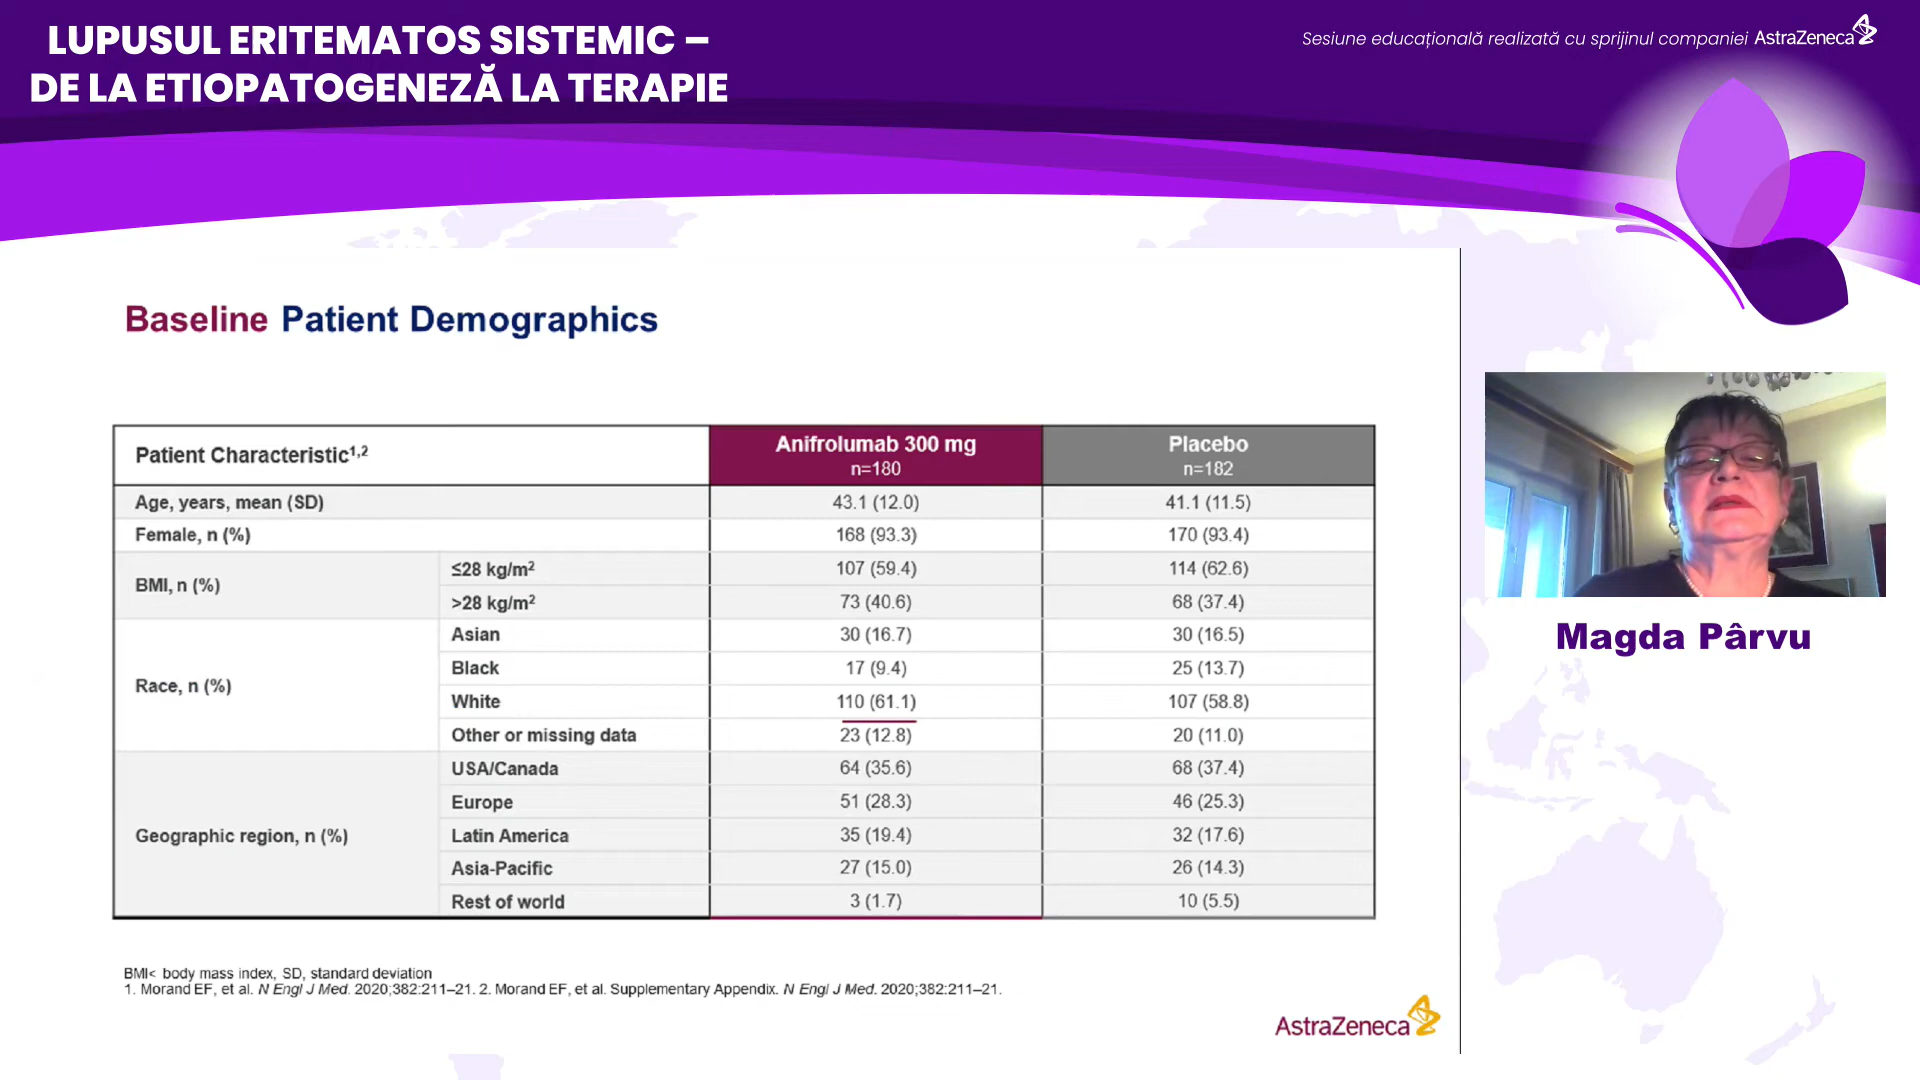 LUPUSUL ERITEMATOS SISTEMIC –
DE LA ETIOPATOGENEZĂ LA TERAPIE
Sesiune educațională realizată cu sprijinul companiei AstraZeneca
Baseline Patient Demographics
Patient Characteristic¹,² Anifrolumab 300 mg n=180 Placebo n=182
Age, years, mean (SD) 43.1 (12.0) 41.1 (11.5)
Female, n (%) 168 (93.3) 170 (93.4)
BMI, n (%) ≤28 kg/m² 107 (59.4) 114 (62.6)
>28 kg/m² 73 (40.6) 68 (37.4)
Race, n (%) Asian 30 (16.7) 30 (16.5)
Black 17 (9.4) 25 (13.7)
White 110 (61.1) 107 (58.8)
Other or missing data 23 (12.8) 20 (11.0)
Geographic region, n (%) USA/Canada 64 (35.6) 68 (37.4)
Europe 51 (28.3) 46 (25.3)
Latin America 35 (19.4) 32 (17.6)
Asia-Pacific 27 (15.0) 26 (14.3)
Rest of world 3 (1.7) 10 (5.5)
BMI< body mass index, SD, standard deviation
1. Morand EF, et al. N Engl J Med. 2020;382:211–21. 2. Morand EF, et al. Supplementary Appendix. N Engl J Med. 2020;382:211–21.
AstraZeneca
Magda Pârvu